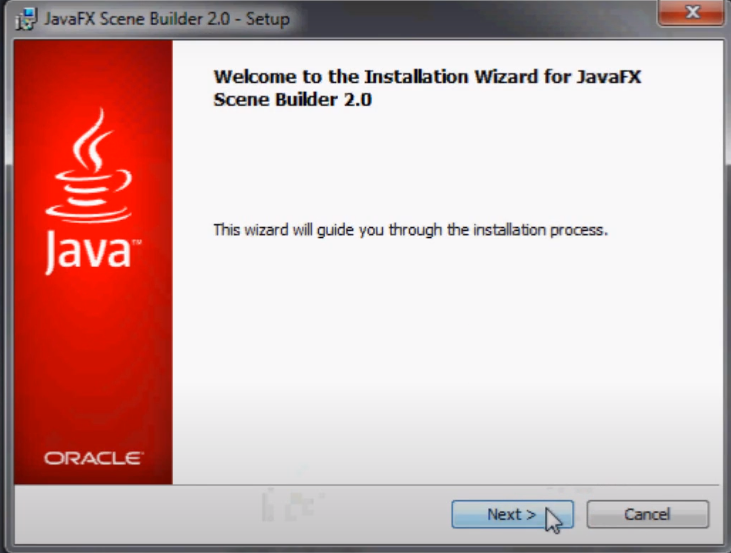 JavaFX Scene Builder 2.0 - Setup
Welcome to the Installation Wizard for JavaFX
Scene Builder 2.0
This wizard will guide you through the installation process.
Java™
ORACLE®
Next >
Cancel